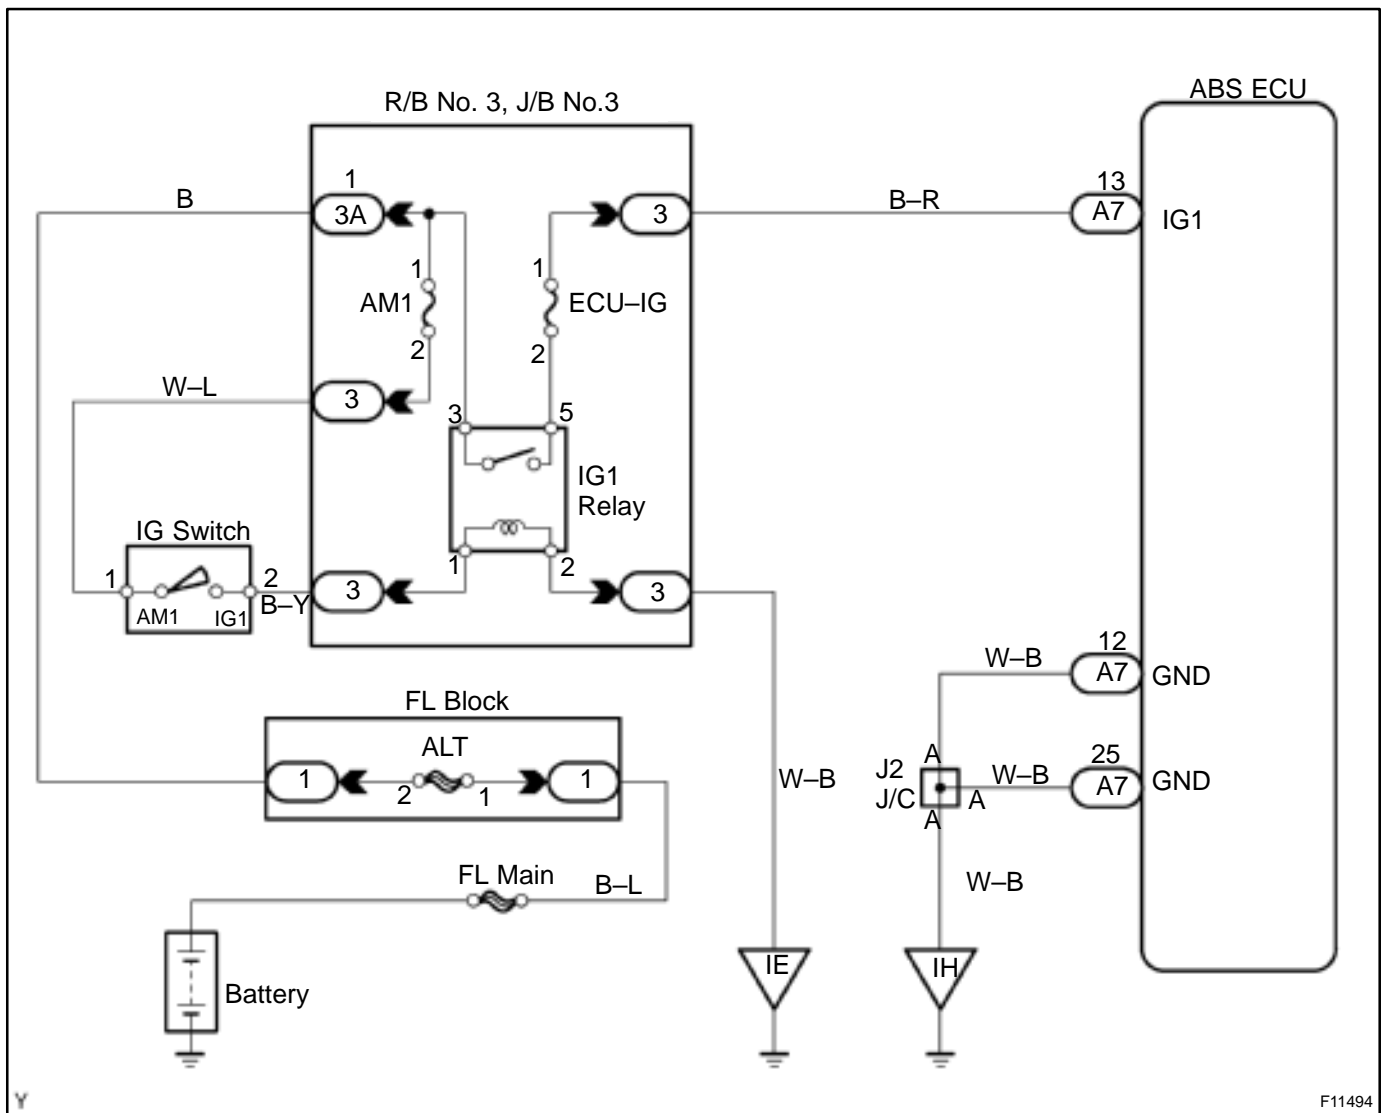 ABS ECU
R/B No. 3, J/B No.3
1
13
B
3A
3
B–R
A7
IG1
1
1
AM1
ECU–IG
2
2
W–L
3
3
5
IG1
Relay
IG Switch
1
2
AM1
IG1
B–Y
3
1
2
3
12
W–B
A7
GND
FL Block
ALT
1
2
1
1
W–B
J2
J/C
A
A
A
W–B
25
A7
GND
FL Main
B–L
W–B
IE
IH
Battery
Y
F11494